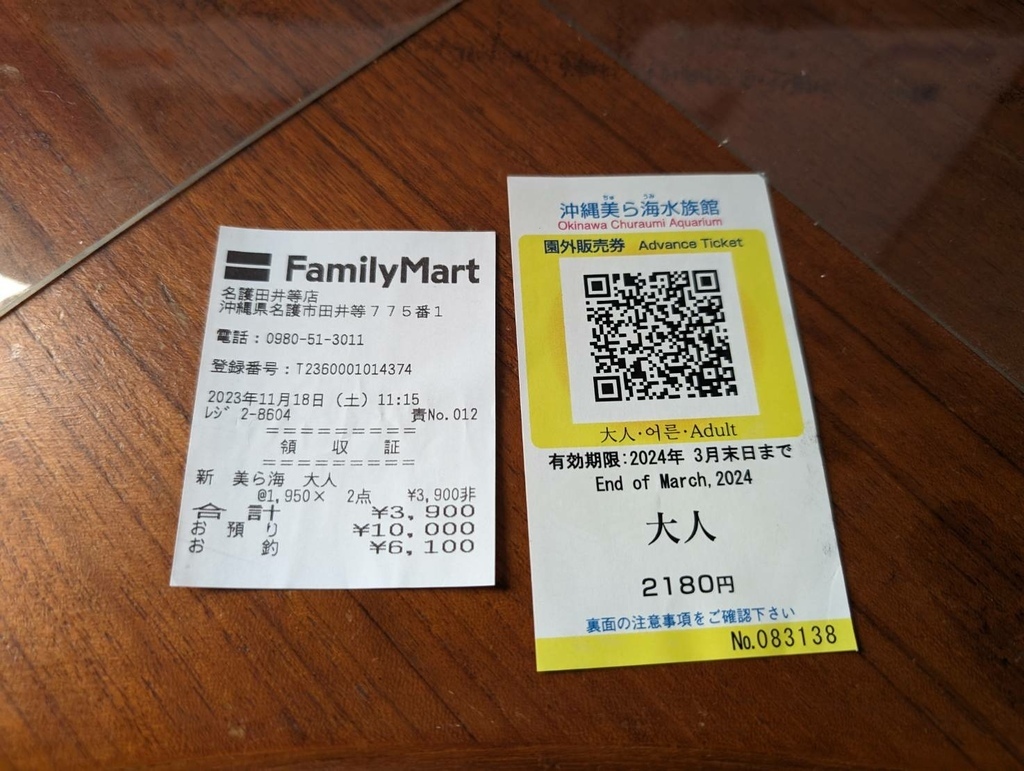 FamilyMart
名護田井等店
沖縄県名護市田井等775番1
電話:0980-51-3011
登録番号:T2360001014374
2023年11月18日(土)11:15
レジ 2-8604 責No.012
=========
領 収 証
=========
新 美ら海 大人
@1,950× 2点 ¥3,900非
合 計 ¥3,900
お 預 り ¥10,000
お 釣 ¥6,100
ちゅ うみ
沖縄美ら海水族館
Okinawa Churaumi Aquarium
園外販売券 Advance Ticket
大人・어른・Adult
有効期限:2024年 3月末日まで
End of March,2024
大人
2180円
裏面の注意事項をご確認下さい
No.083138